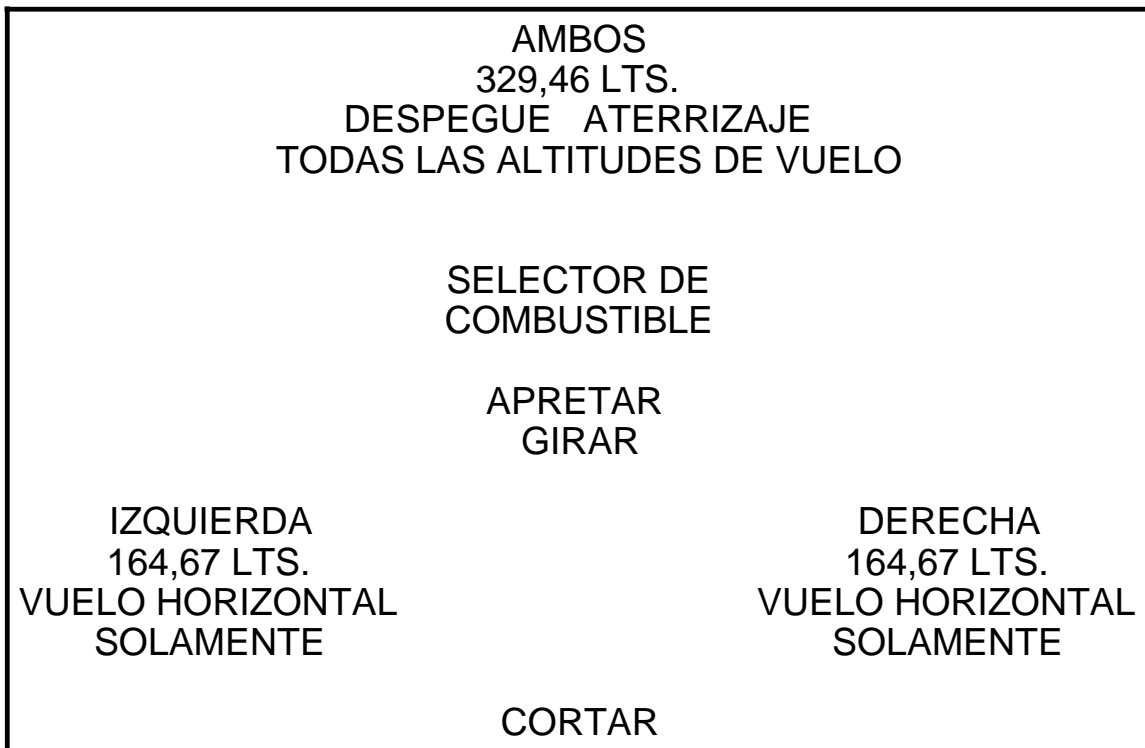 AMBOS
329,46 LTS.
DESPEGUE ATERRIZAJE
TODAS LAS ALTITUDES DE VUELO
SELECTOR DE
COMBUSTIBLE
APRETAR
GIRAR
IZQUIERDA
164,67 LTS.
VUELO HORIZONTAL
SOLAMENTE
DERECHA
164,67 LTS.
VUELO HORIZONTAL
SOLAMENTE
CORTAR